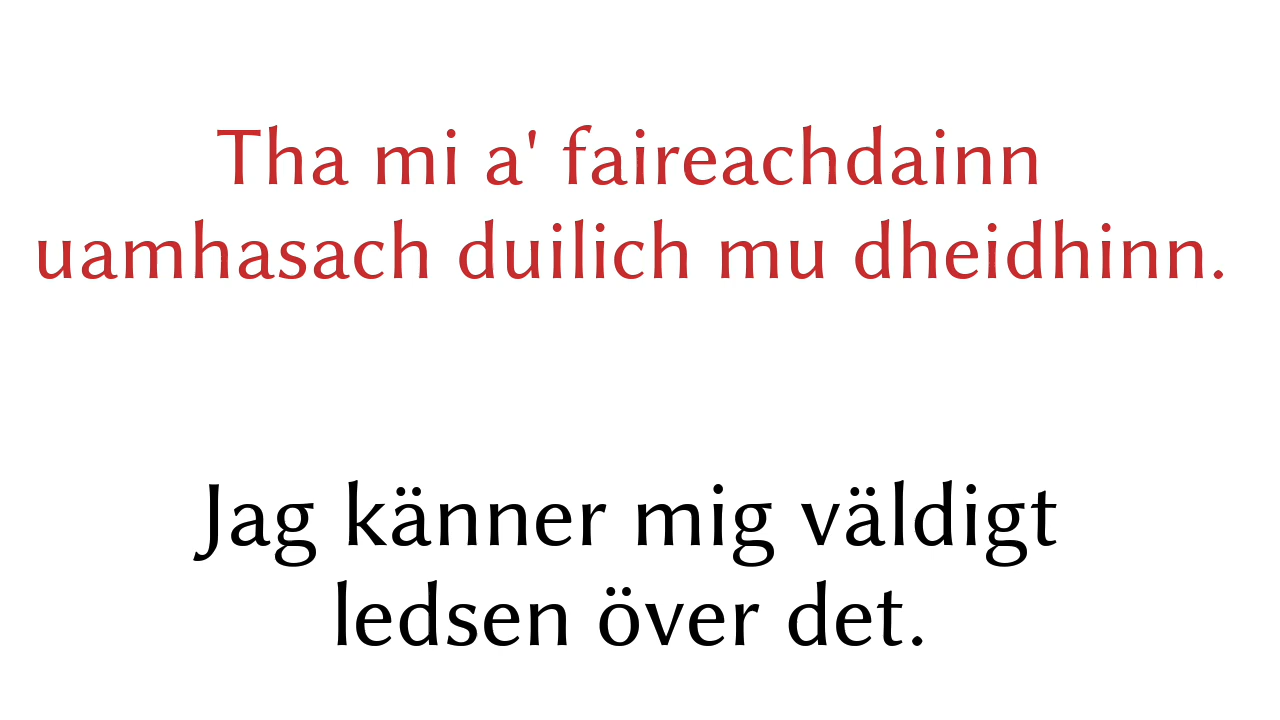 Tha mi a' faireachdainn
uamhasach duilich mu dheidhinn.
Jag känner mig väldigt
ledsen över det.